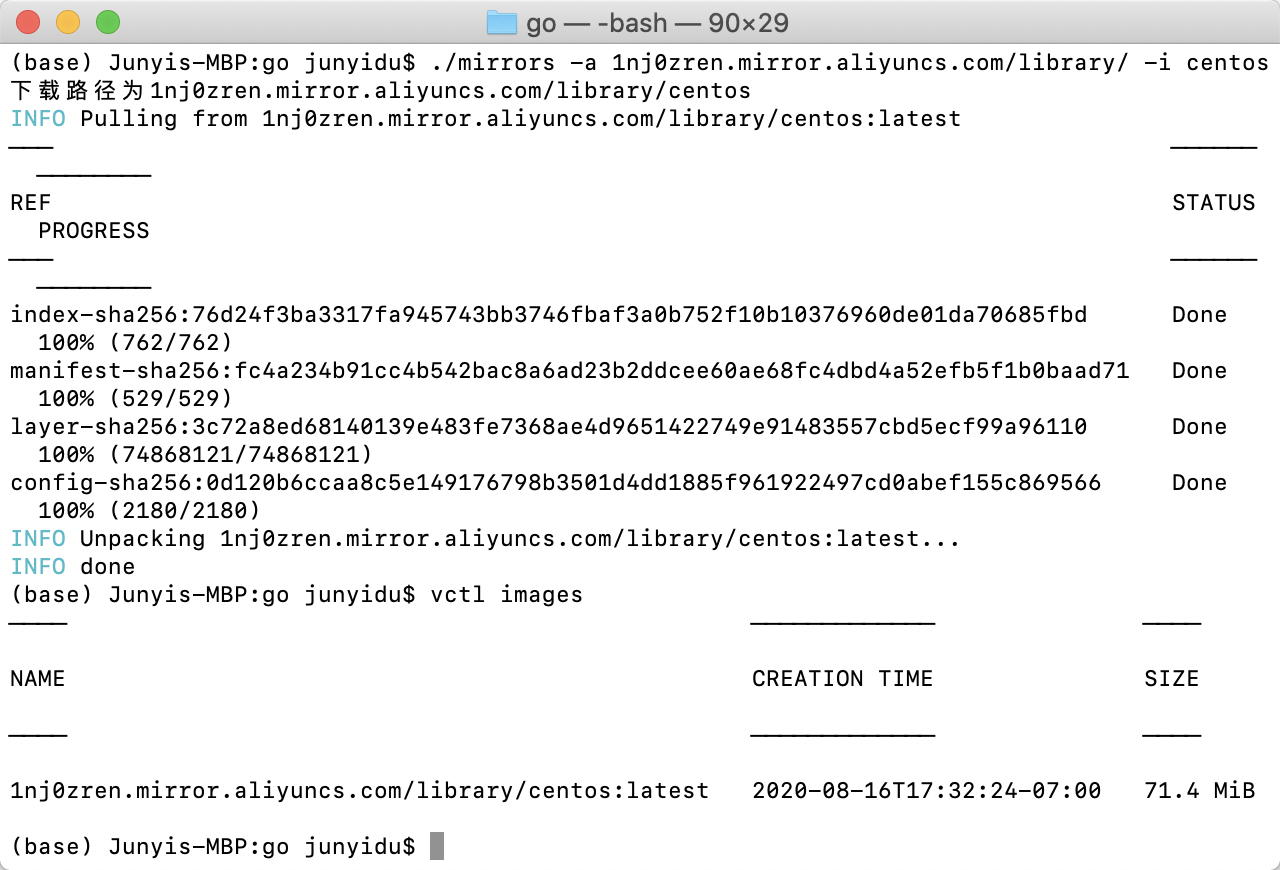 go — -bash — 90×29
(base) Junyis-MBP:go junyidu$ ./mirrors -a 1nj0zren.mirror.aliyuncs.com/library/ -i centos
下载路径为1nj0zren.mirror.aliyuncs.com/library/centos
INFO Pulling from 1nj0zren.mirror.aliyuncs.com/library/centos:latest
REF STATUS
PROGRESS
index-sha256:76d24f3ba3317fa945743bb3746fbaf3a0b752f10b10376960de01da70685fbd Done
100% (762/762)
manifest-sha256:fc4a234b91cc4b542bac8a6ad23b2ddcee60ae68fc4dbd4a52efb5f1b0baad71 Done
100% (529/529)
layer-sha256:3c72a8ed68140139e483fe7368ae4d9651422749e91483557cbd5ecf99a96110 Done
100% (74868121/74868121)
config-sha256:0d120b6ccaa8c5e149176798b3501d4dd1885f961922497cd0abef155c869566 Done
100% (2180/2180)
INFO Unpacking 1nj0zren.mirror.aliyuncs.com/library/centos:latest...
INFO done
(base) Junyis-MBP:go junyidu$ vctl images
NAME CREATION TIME SIZE
1nj0zren.mirror.aliyuncs.com/library/centos:latest 2020-08-16T17:32:24-07:00 71.4 MiB
(base) Junyis-MBP:go junyidu$